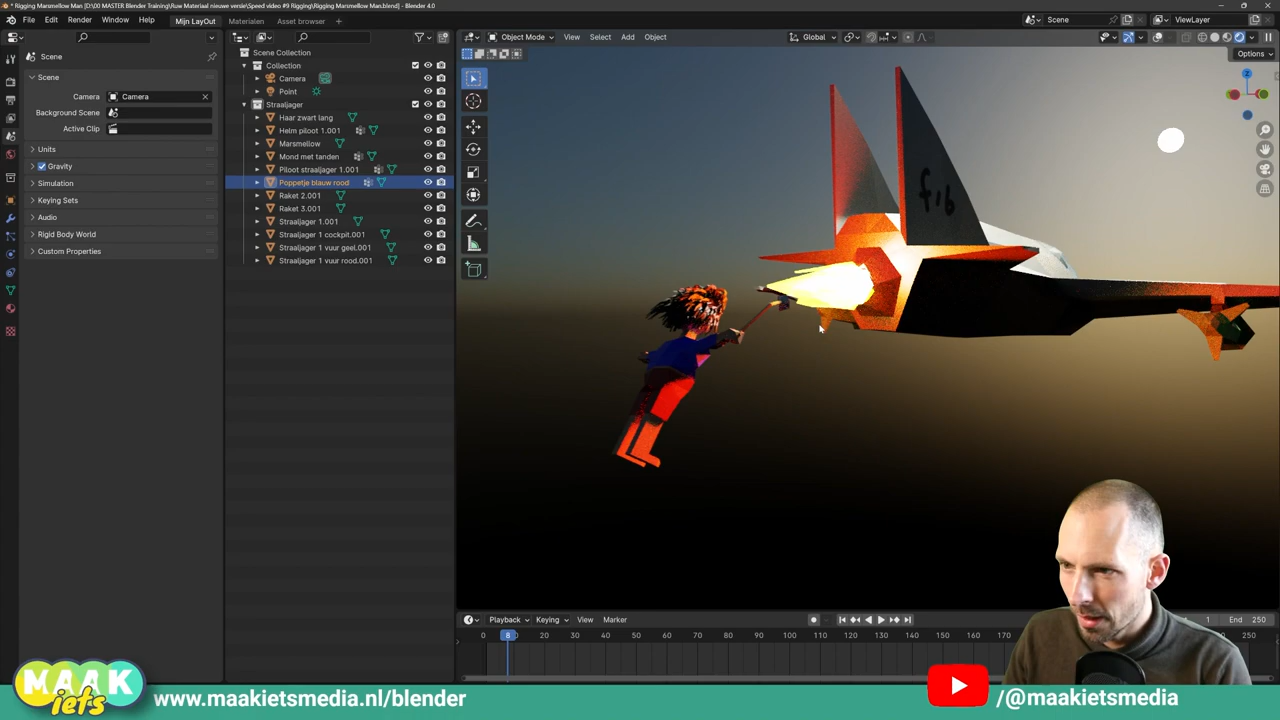 * Rigging Marsmellow Man [D:\00 MASTER Blender Training\Ruw Materiaal nieuwe versie\Speed video #9 Rigging\Rigging Marsmellow Man.blend] - Blender 4.0
File Edit Render Window Help Mijn LayOut Materialen Scene ViewLayer
Object Mode View Select Add Object Global Options
Scene
Scene
Camera Camera
Background Scene
Active Clip
Units
Gravity
Simulation
Keying Sets
Audio
Rigid Body World
Custom Properties
Scene Collection
Collection
Camera
Point
Straaljager
Haar zwart lang
Helm piloot 1.001
Marsmellow
Mond met tanden
Piloot straaljager 1.001
Poppetje blauw rood
Raket 2.001
Raket 3.001
Straaljager 1.001
Straaljager 1 cockpit.001
Straaljager 1 vuur geel.001
Straaljager 1 vuur rood.001
f16
Playback Keying View Marker 1 End 250
0 8 20 30 40 50 60 70 80 90 100 110 120 130 140 150 160 170 250
MAAK
iets
www.maakietsmedia.nl/blender
/@maakietsmedia